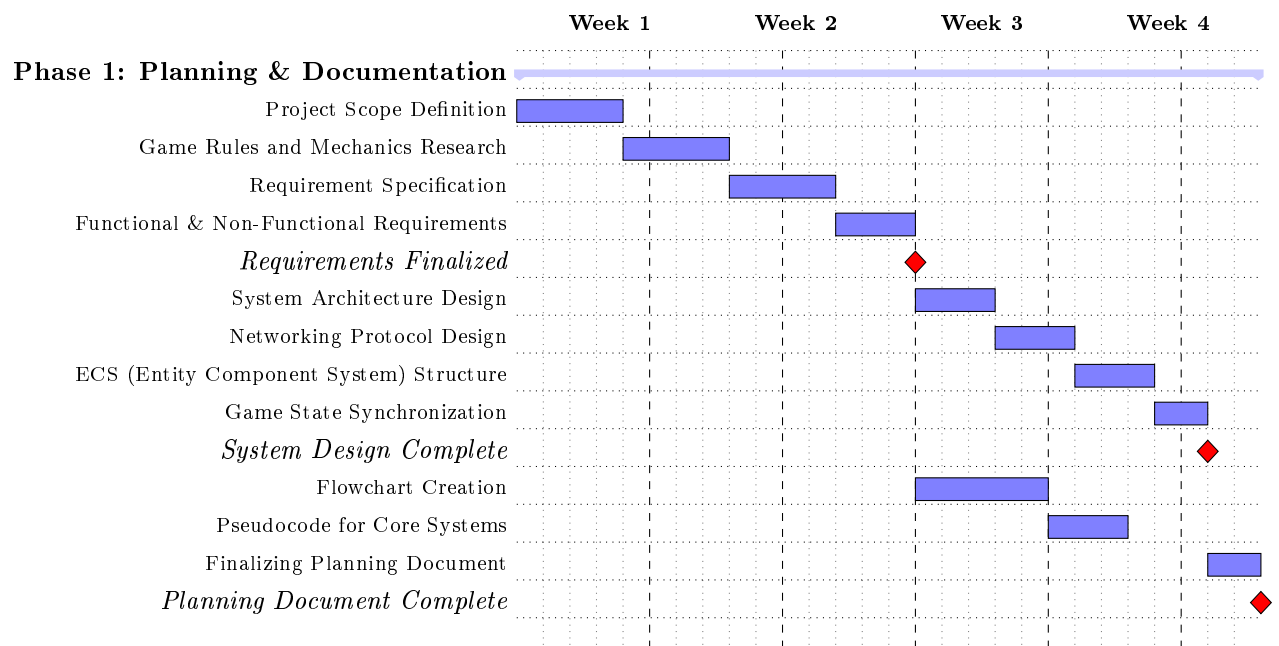 Week 1 Week 2 Week 3 Week 4
Phase 1: Planning & Documentation
Project Scope Definition
Game Rules and Mechanics Research
Requirement Specification
Functional & Non-Functional Requirements
Requirements Finalized
System Architecture Design
Networking Protocol Design
ECS (Entity Component System) Structure
Game State Synchronization
System Design Complete
Flowchart Creation
Pseudocode for Core Systems
Finalizing Planning Document
Planning Document Complete